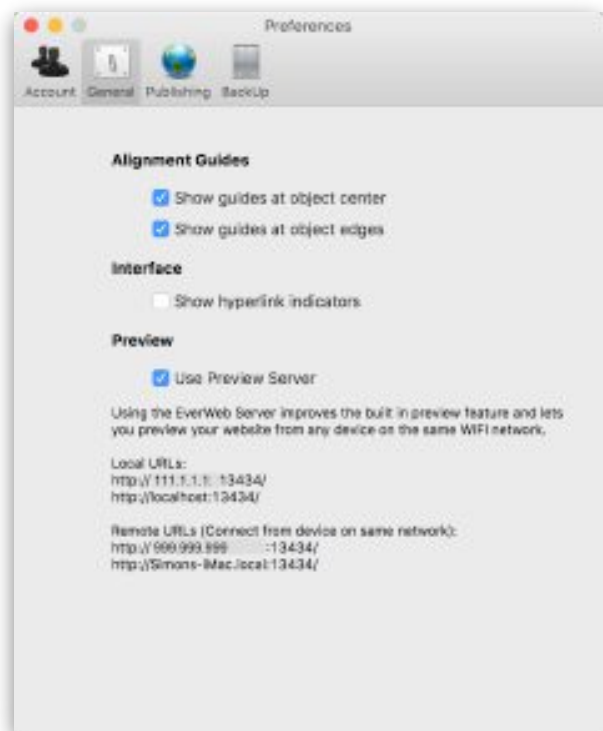 Preferences
Account General Publishing BackUp
Alignment Guides
Show guides at object center
Show guides at object edges
Interface
Show hyperlink indicators
Preview
Use Preview Server
Using the EverWeb Server improves the built in preview feature and lets
you preview your website from any device on the same WIFI network.
Local URLs:
http:// 111.1.1.1: :13434/
http://localhost:13434/
Remote URLs (Connect from device on same network):
http:// 999.999.999 :13434/
http://Simons-iMac.local:13434/